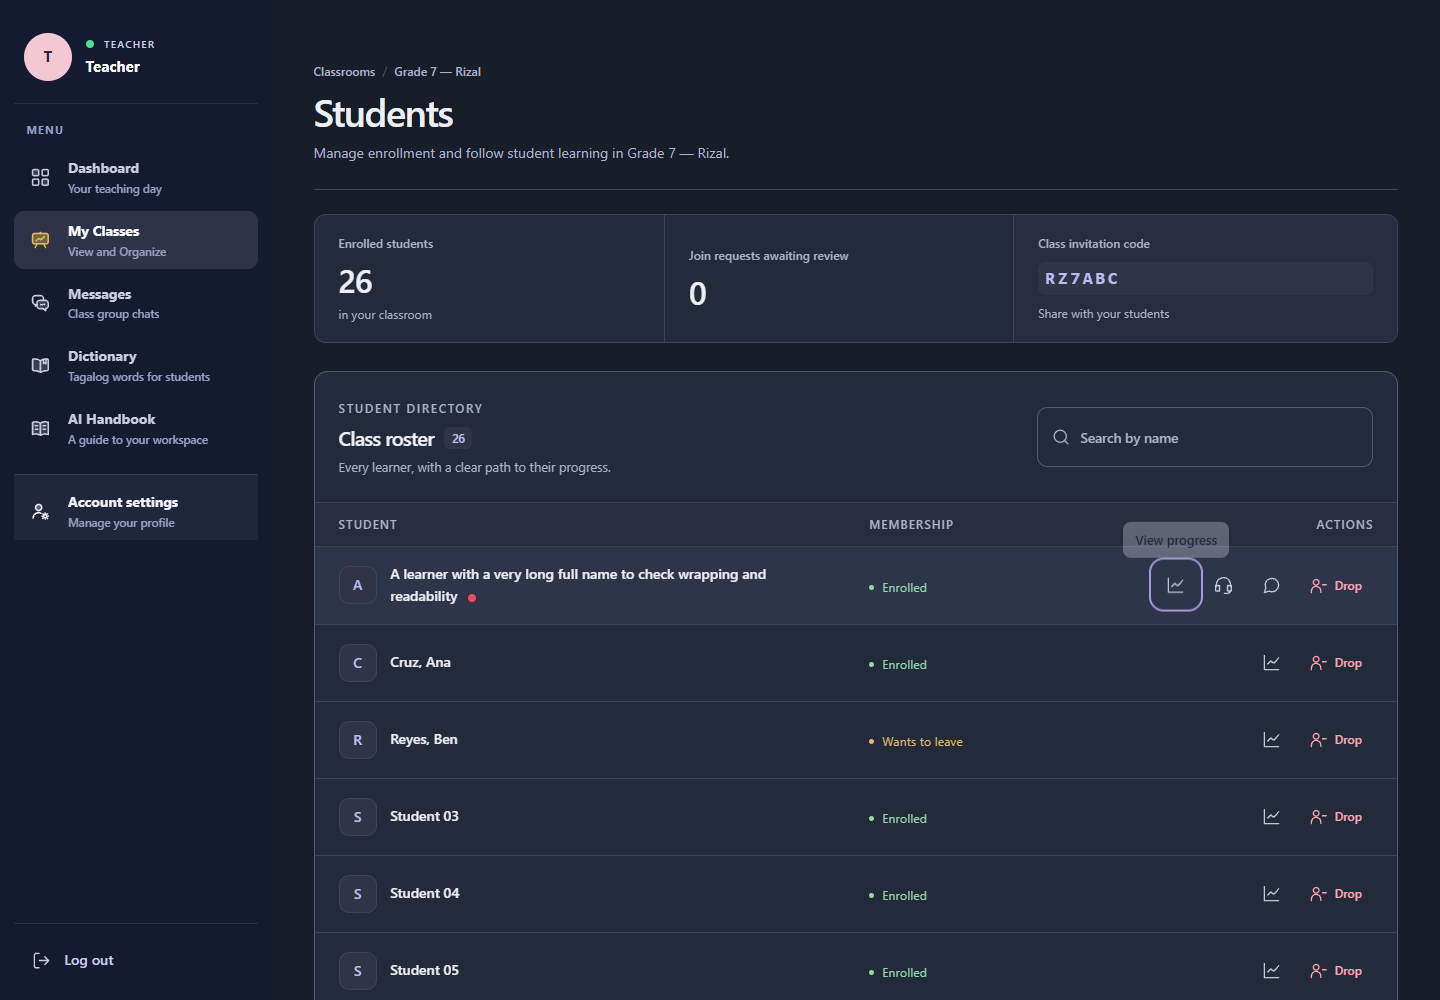 T
TEACHER
Teacher
MENU
Dashboard
Your teaching day
My Classes
View and Organize
Messages
Class group chats
Dictionary
Tagalog words for students
AI Handbook
A guide to your workspace
Account settings
Manage your profile
Log out
Classrooms / Grade 7 — Rizal
Students
Manage enrollment and follow student learning in Grade 7 — Rizal.
Enrolled students
26
in your classroom
Join requests awaiting review
0
Class invitation code
RZ7ABC
Share with your students
STUDENT DIRECTORY
Class roster 26
Every learner, with a clear path to their progress.
Search by name
STUDENT MEMBERSHIP ACTIONS
View progress
A A learner with a very long full name to check wrapping and
readability Enrolled Drop
C Cruz, Ana Enrolled Drop
R Reyes, Ben Wants to leave Drop
S Student 03 Enrolled Drop
S Student 04 Enrolled Drop
S Student 05 Enrolled Drop